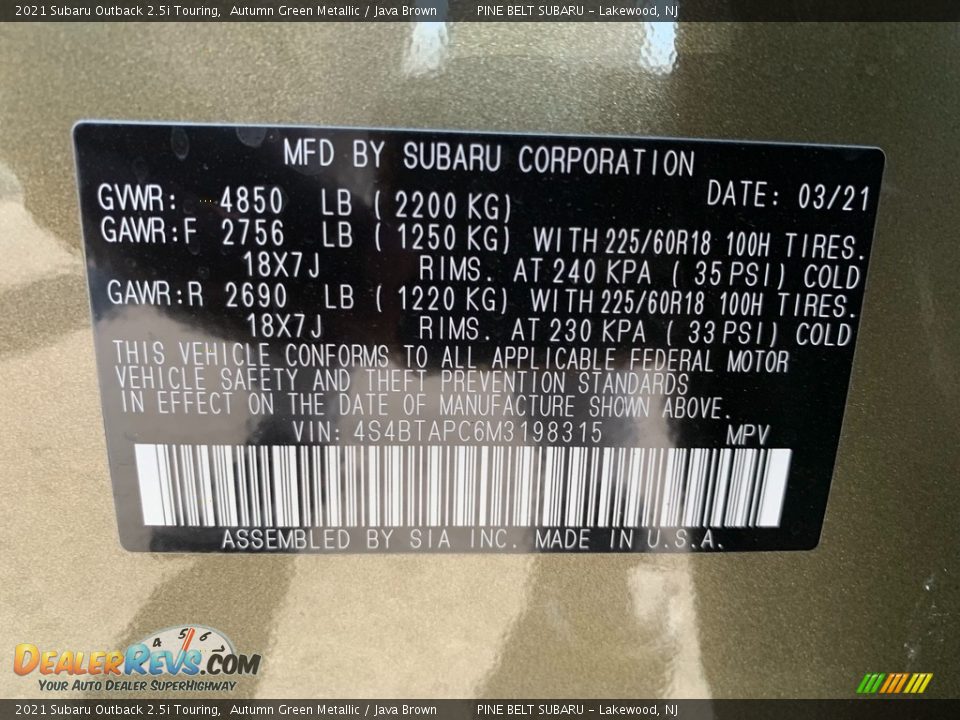 2021 Subaru Outback 2.5i Touring, Autumn Green Metallic / Java Brown PINE BELT SUBARU - Lakewood, NJ
MFD BY SUBARU CORPORATION
DATE: 03/21
GVWR: 4850 LB ( 2200 KG)
GAWR:F 2756 LB ( 1250 KG) WITH 225/60R18 100H TIRES.
18X7J RIMS. AT 240 KPA ( 35 PSI) COLD
GAWR:R 2690 LB ( 1220 KG) WITH 225/60R18 100H TIRES.
18X7J RIMS. AT 230 KPA ( 33 PSI) COLD
THIS VEHICLE CONFORMS TO ALL APPLICABLE FEDERAL MOTOR
VEHICLE SAFETY AND THEFT PREVENTION STANDARDS
IN EFFECT ON THE DATE OF MANUFACTURE SHOWN ABOVE.
VIN: 4S4BTAPC6M3198315 MPV
ASSEMBLED BY SIA INC. MADE IN U.S.A.
4 5 6
DEALERREVS.COM
YOUR AUTO DEALER SUPERHIGHWAY
2021 Subaru Outback 2.5i Touring, Autumn Green Metallic / Java Brown PINE BELT SUBARU - Lakewood, NJ